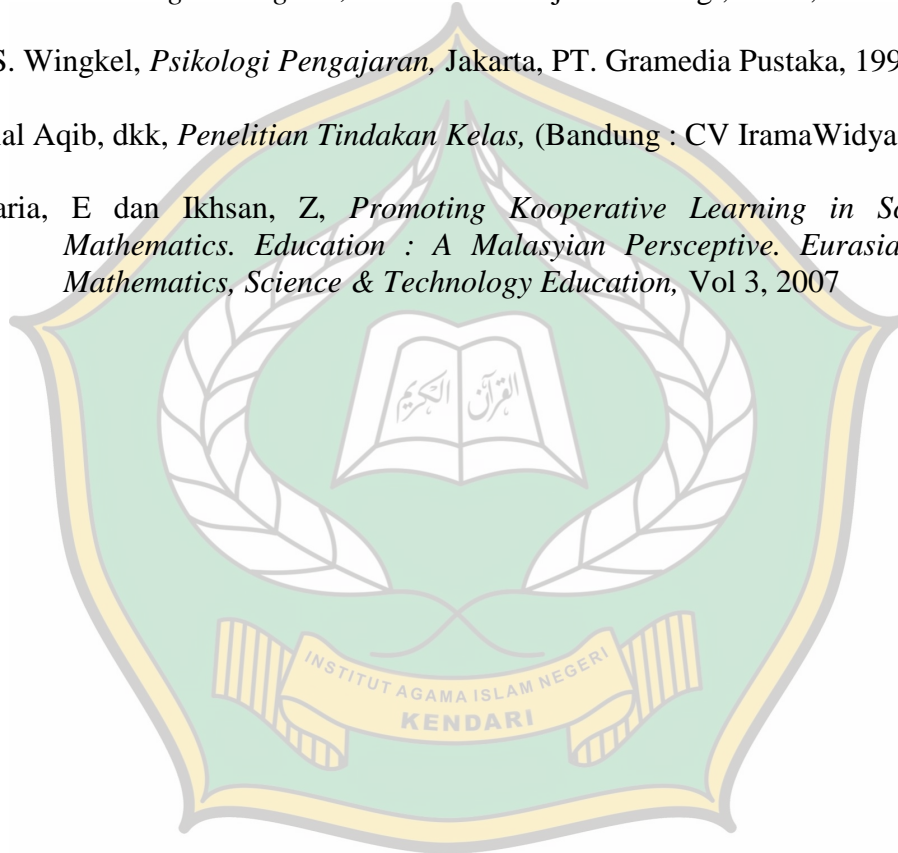 S. Wingkel, Psikologi Pengajaran, Jakarta, PT. Gramedia Pustaka, 199
al Aqib, dkk, Penelitian Tindakan Kelas, (Bandung : CV IramaWidya
aria, E dan Ikhsan, Z, Promoting Kooperative Learning in
Mathematics. Education : A Malasyian Persceptive. Eurasia
Mathematics, Science & Technology Education, Vol 3, 2007
القرآن الكريم
INSTITUT AGAMA ISLAM NEGERI
KENDARI